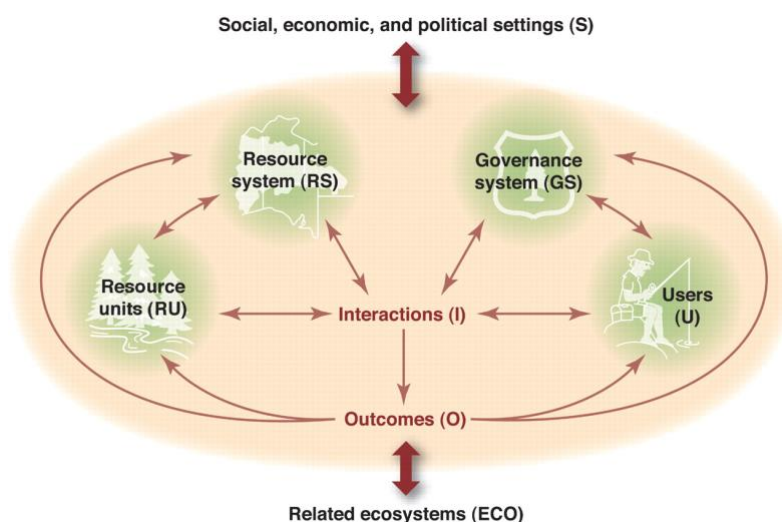 Social, economic, and political settings (S)
Resource
system (RS)
Governance
system (GS)
Resource
units (RU)
Interactions (I)
Users
(U)
Outcomes (O)
Related ecosystems (ECO)